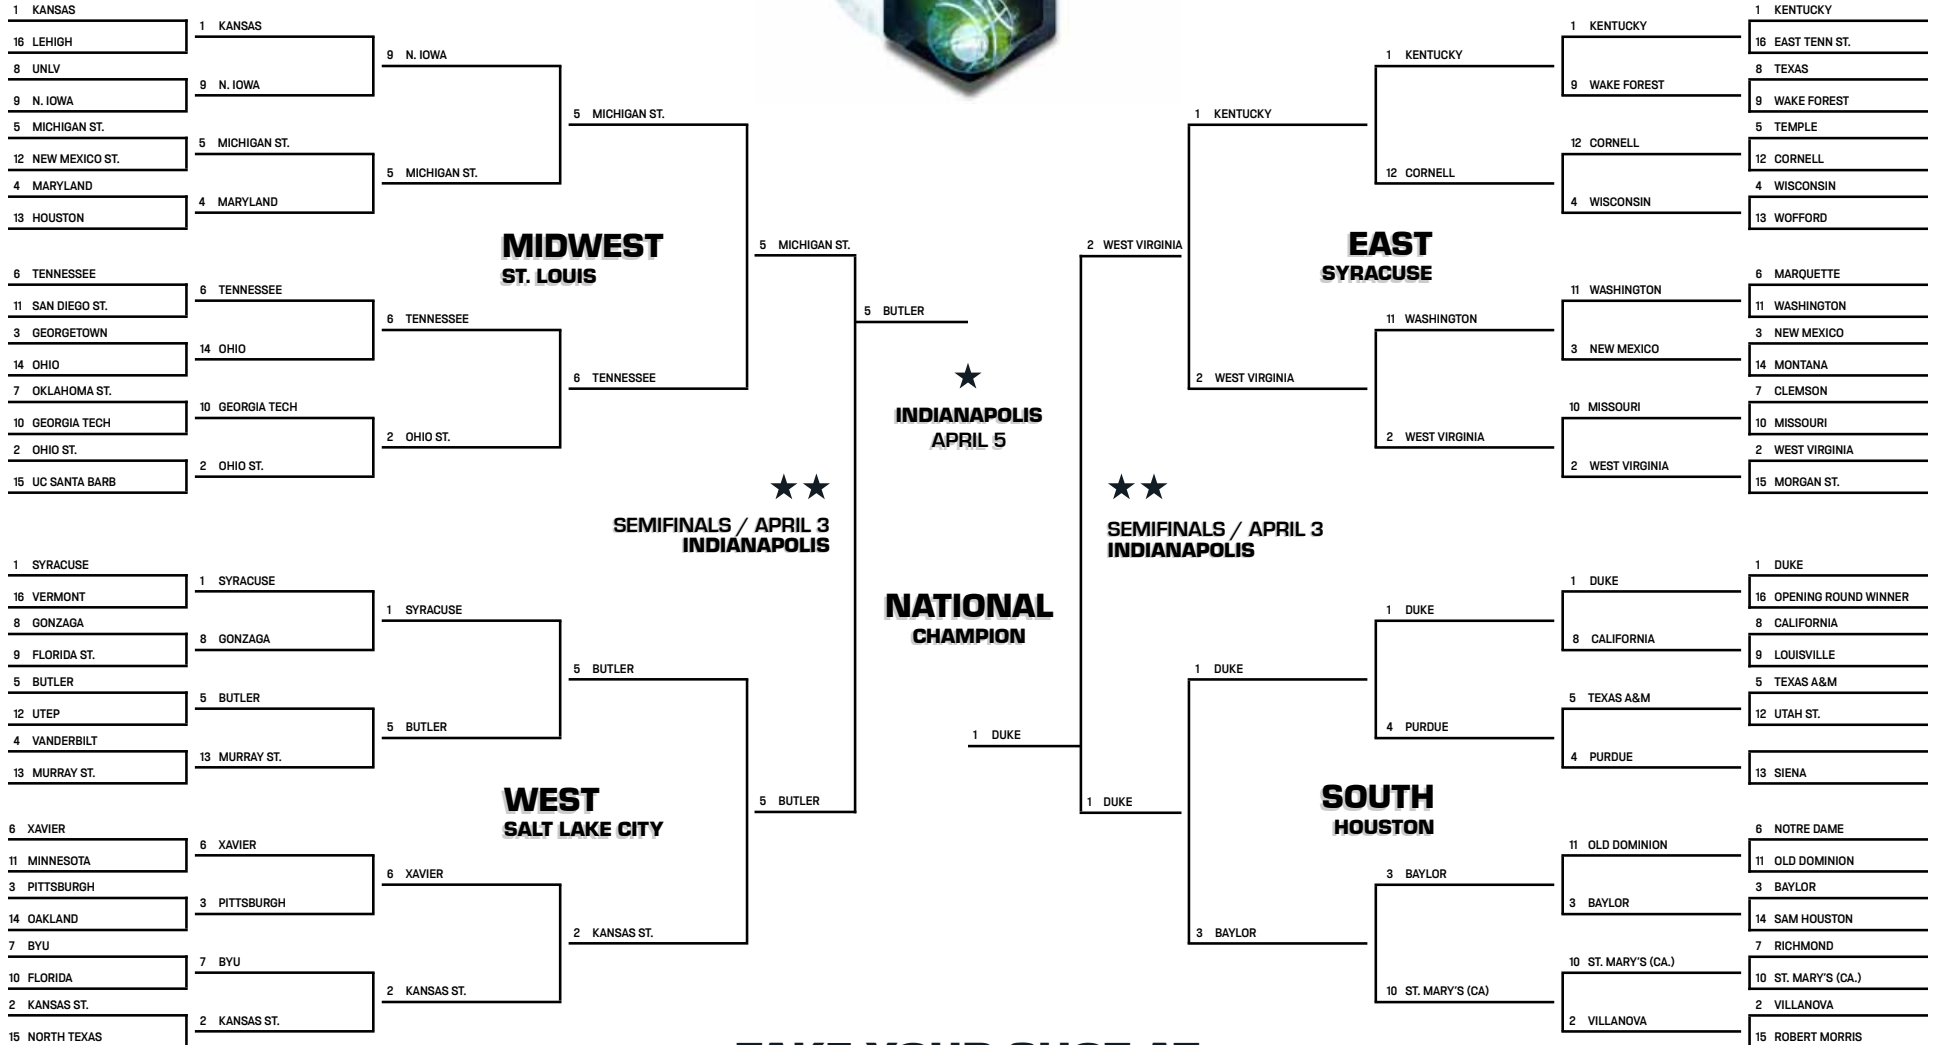 1 KANSAS
16 LEHIGH
8 UNLV
9 N. IOWA
5 MICHIGAN ST.
12 NEW MEXICO ST.
4 MARYLAND
13 HOUSTON
6 TENNESSEE
11 SAN DIEGO ST.
3 GEORGETOWN
14 OHIO
7 OKLAHOMA ST.
10 GEORGIA TECH
2 OHIO ST.
15 UC SANTA BARB
1 SYRACUSE
16 VERMONT
8 GONZAGA
9 FLORIDA ST.
5 BUTLER
12 UTEP
4 VANDERBILT
13 MURRAY ST.
6 XAVIER
11 MINNESOTA
3 PITTSBURGH
14 OAKLAND
7 BYU
10 FLORIDA
2 KANSAS ST.
15 NORTH TEXAS
1 KANSAS
9 N. IOWA
5 MICHIGAN ST.
4 MARYLAND
6 TENNESSEE
14 OHIO
10 GEORGIA TECH
2 OHIO ST.
1 SYRACUSE
8 GONZAGA
5 BUTLER
13 MURRAY ST.
6 XAVIER
3 PITTSBURGH
7 BYU
2 KANSAS ST.
9 N. IOWA
5 MICHIGAN ST.
6 TENNESSEE
2 OHIO ST.
1 SYRACUSE
5 BUTLER
6 XAVIER
2 KANSAS ST.
5 MICHIGAN ST.
MIDWEST
ST. LOUIS
6 TENNESSEE
5 BUTLER
WEST
SALT LAKE CITY
2 KANSAS ST.
5 MICHIGAN ST.
SEMIFINALS / APRIL 3
INDIANAPOLIS
5 BUTLER
5 BUTLER
INDIANAPOLIS
APRIL 5
NATIONAL
CHAMPION
1 DUKE
2 WEST VIRGINIA
SEMIFINALS / APRIL 3
INDIANAPOLIS
1 DUKE
1 KENTUCKY
EAST
SYRACUSE
2 WEST VIRGINIA
1 DUKE
SOUTH
HOUSTON
3 BAYLOR
1 KENTUCKY
12 CORNELL
11 WASHINGTON
2 WEST VIRGINIA
1 DUKE
4 PURDUE
3 BAYLOR
10 ST. MARY'S (CA)
1 KENTUCKY
9 WAKE FOREST
12 CORNELL
4 WISCONSIN
11 WASHINGTON
3 NEW MEXICO
10 MISSOURI
2 WEST VIRGINIA
1 DUKE
8 CALIFORNIA
5 TEXAS A&M
4 PURDUE
11 OLD DOMINION
3 BAYLOR
10 ST. MARY'S (CA.)
2 VILLANOVA
1 KENTUCKY
16 EAST TENN ST.
8 TEXAS
9 WAKE FOREST
5 TEMPLE
12 CORNELL
4 WISCONSIN
13 WOFFORD
6 MARQUETTE
11 WASHINGTON
3 NEW MEXICO
14 MONTANA
7 CLEMSON
10 MISSOURI
2 WEST VIRGINIA
15 MORGAN ST.
1 DUKE
16 OPENING ROUND WINNER
8 CALIFORNIA
9 LOUISVILLE
5 TEXAS A&M
12 UTAH ST.
13 SIENA
6 NOTRE DAME
11 OLD DOMINION
3 BAYLOR
14 SAM HOUSTON
7 RICHMOND
10 ST. MARY'S (CA.)
2 VILLANOVA
15 ROBERT MORRIS